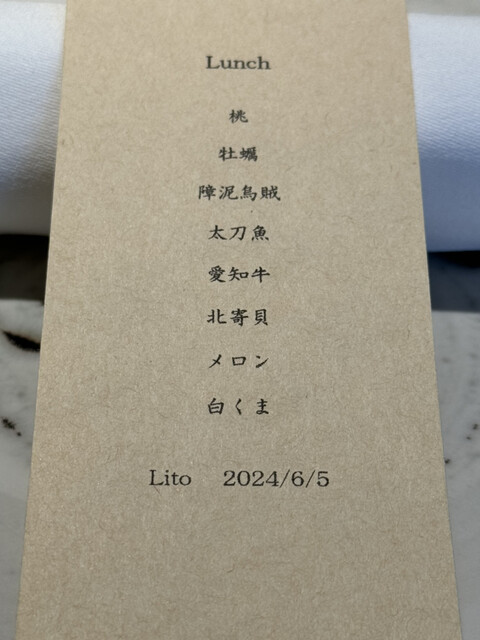 Lunch
桃
牡蠣
障泥烏賊
太刀魚
愛知牛
北寄貝
メロン
白くま
Lito 2024/6/5